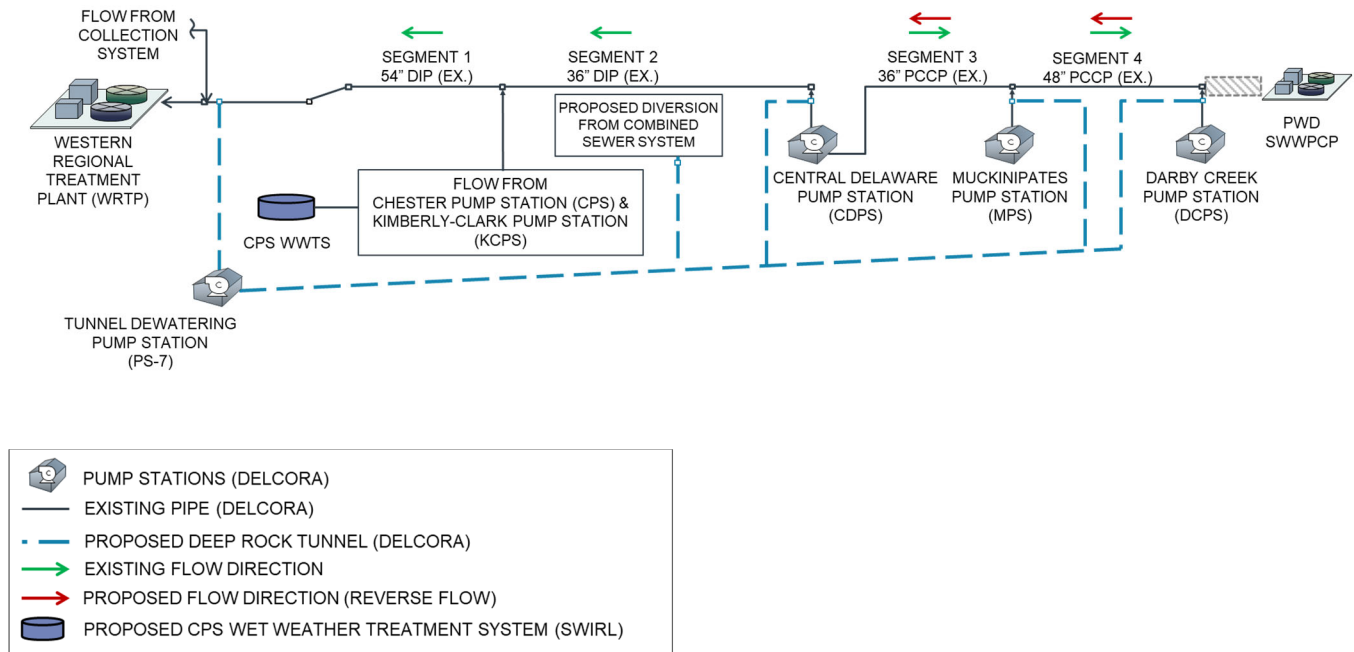 FLOW FROM
COLLECTION
SYSTEM
SEGMENT 1
54" DIP (EX.)
SEGMENT 2
36" DIP (EX.)
SEGMENT 3
36" PCCP (EX.)
SEGMENT 4
48" PCCP (EX.)
PROPOSED DIVERSION
FROM COMBINED
SEWER SYSTEM
WESTERN
REGIONAL
TREATMENT
PLANT (WRTP)
CPS WWTS
FLOW FROM
CHESTER PUMP STATION (CPS) &
KIMBERLY-CLARK PUMP STATION
(KCPS)
C
CENTRAL DELAWARE
PUMP STATION
(CDPS)
C
MUCKINIPATES
PUMP STATION
(MPS)
C
DARBY CREEK
PUMP STATION
(DCPS)
PWD
SWWPCP
C
TUNNEL DEWATERING
PUMP STATION
(PS-7)
C
PUMP STATIONS (DELCORA)
EXISTING PIPE (DELCORA)
PROPOSED DEEP ROCK TUNNEL (DELCORA)
EXISTING FLOW DIRECTION
PROPOSED FLOW DIRECTION (REVERSE FLOW)
PROPOSED CPS WET WEATHER TREATMENT SYSTEM (SWIRL)